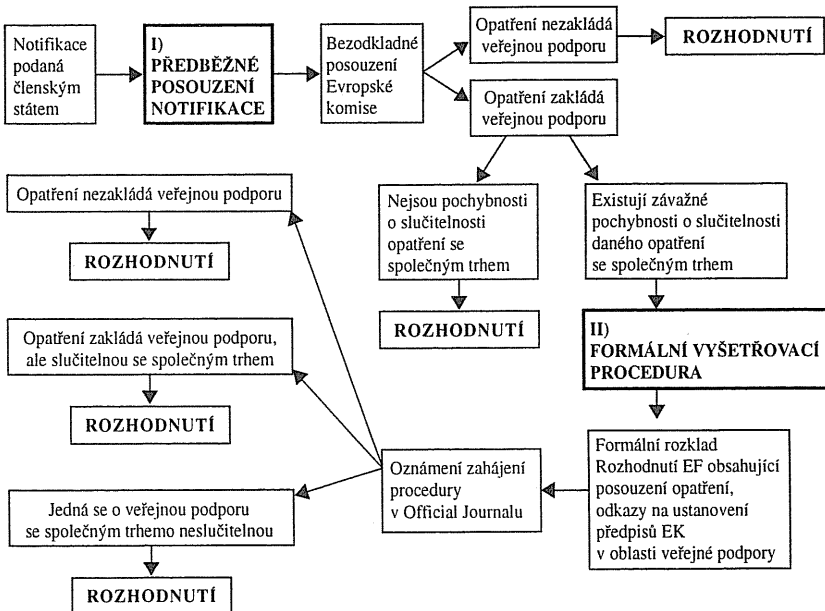 Notifikace
podaná
členským
státem
I)
PŘEDBĚŽNÉ
POSOUZENÍ
NOTIFIKACE
Bezodkladné
posouzení
Evropské
komise
Opatření nezakládá
veřejnou podporu
ROZHODNUTÍ
Opatření zakládá
veřejnou podporu
Nejsou pochybnosti
o slučitelnosti
opatření se
společným trhem
ROZHODNUTÍ
Existují závažné
pochybnosti o slučitelnosti
daného opatření
se společným trhem
II)
FORMÁLNÍ VYŠETŘOVACÍ
PROCEDURA
Formální rozklad
Rozhodnutí EF obsahující
posouzení opatření,
odkazy na ustanovení
předpisů EK
v oblasti veřejné podpory
Oznámení zahájení
procedury
v Official Journalu
Opatření nezakládá veřejnou podporu
ROZHODNUTÍ
Opatření zakládá veřejnou podporu,
ale slučitelnou se společným trhem
ROZHODNUTÍ
Jedná se o veřejnou podporu
se společným trhemo neslučitelnou
ROZHODNUTÍ